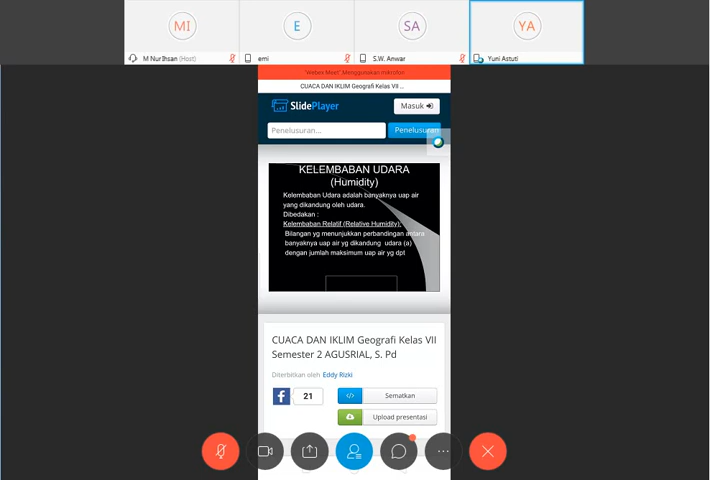 MI
E
SA
YA
M Nur Ihsan (Host)
emi
S.W. Anwar
Yuni Astuti
"Webex Meet" Menggunakan mikrofon
CUACA DAN IKLIM Geografi Kelas VII ...
SlidePlayer
Masuk
Penelusuran...
Penelusuran
KELEMBABAN UDARA
(Humidity)
Kelembaban Udara adalah banyaknya uap air
yang dikandung oleh udara.
Dibedakan :
Kelembaban Relatif (Relative Humidity):
Bilangan yg menunjukkan perbandingan antara
banyaknya uap air yg dikandung udara (a)
dengan jumlah maksimum uap air yg dpt
CUACA DAN IKLIM Geografi Kelas VII
Semester 2 AGUSRIAL, S. Pd
Diterbitkan oleh Eddy Rizki
f
21
</> Sematkan
Upload presentasi